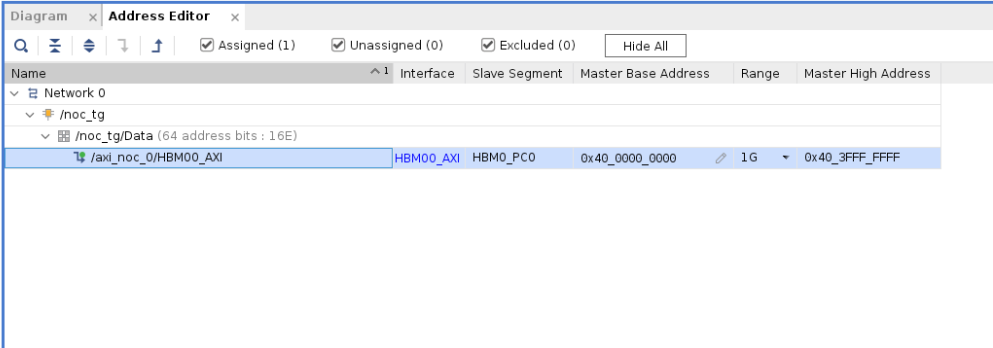 Diagram × Address Editor ×
Assigned (1) Unassigned (0) Excluded (0) Hide All
Name 1 Interface Slave Segment Master Base Address Range Master High Address
Network 0
/noc_tg
/noc_tg/Data (64 address bits : 16E)
/axi_noc_0/HBM00_AXI HBM00_AXI HBM0_PC0 0x40_0000_0000 1G 0x40_3FFF_FFFF